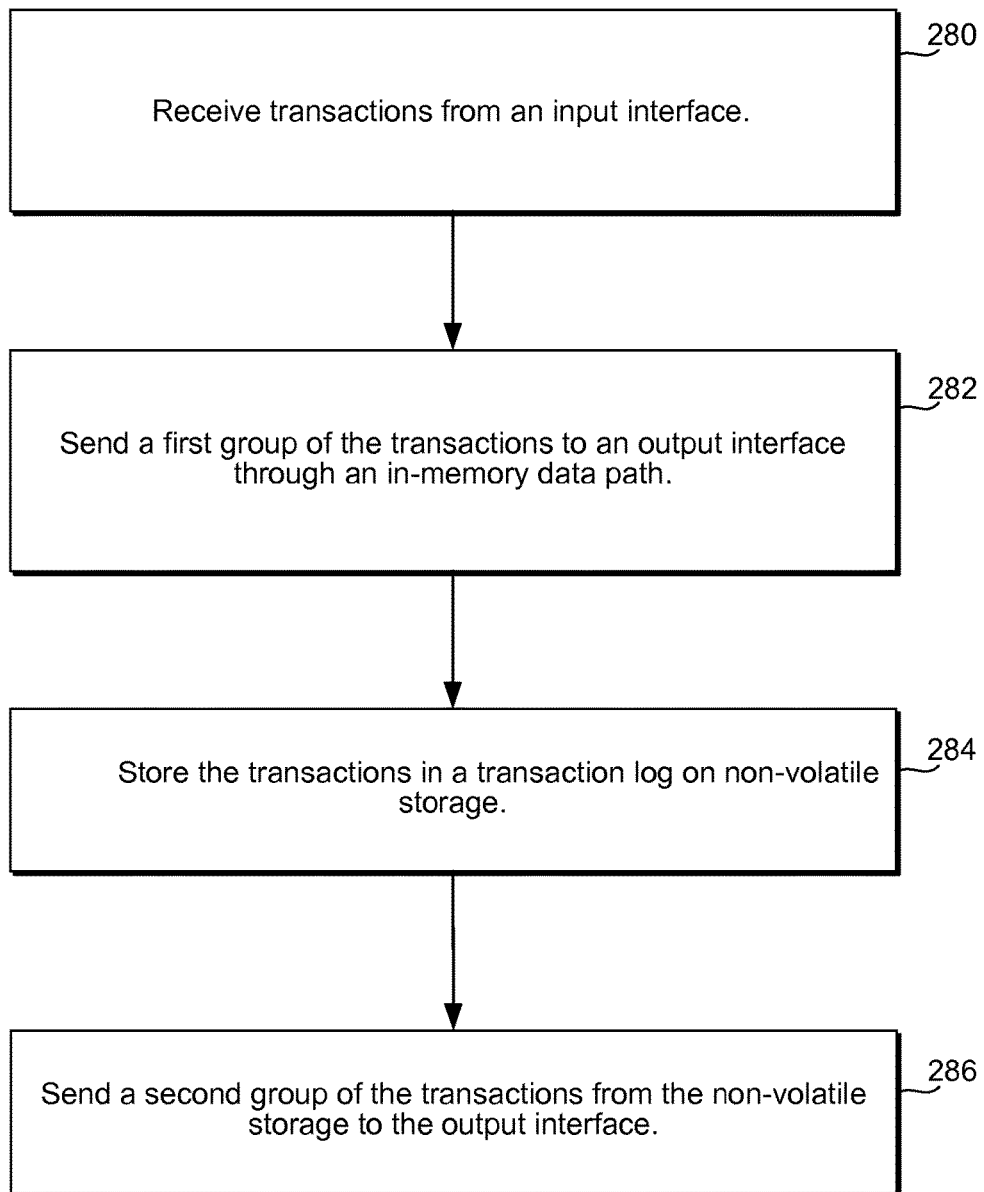 280
Receive transactions from an input interface.
282
Send a first group of the transactions to an output interface
through an in-memory data path.
284
Store the transactions in a transaction log on non-volatile
storage.
286
Send a second group of the transactions from the non-volatile
storage to the output interface.